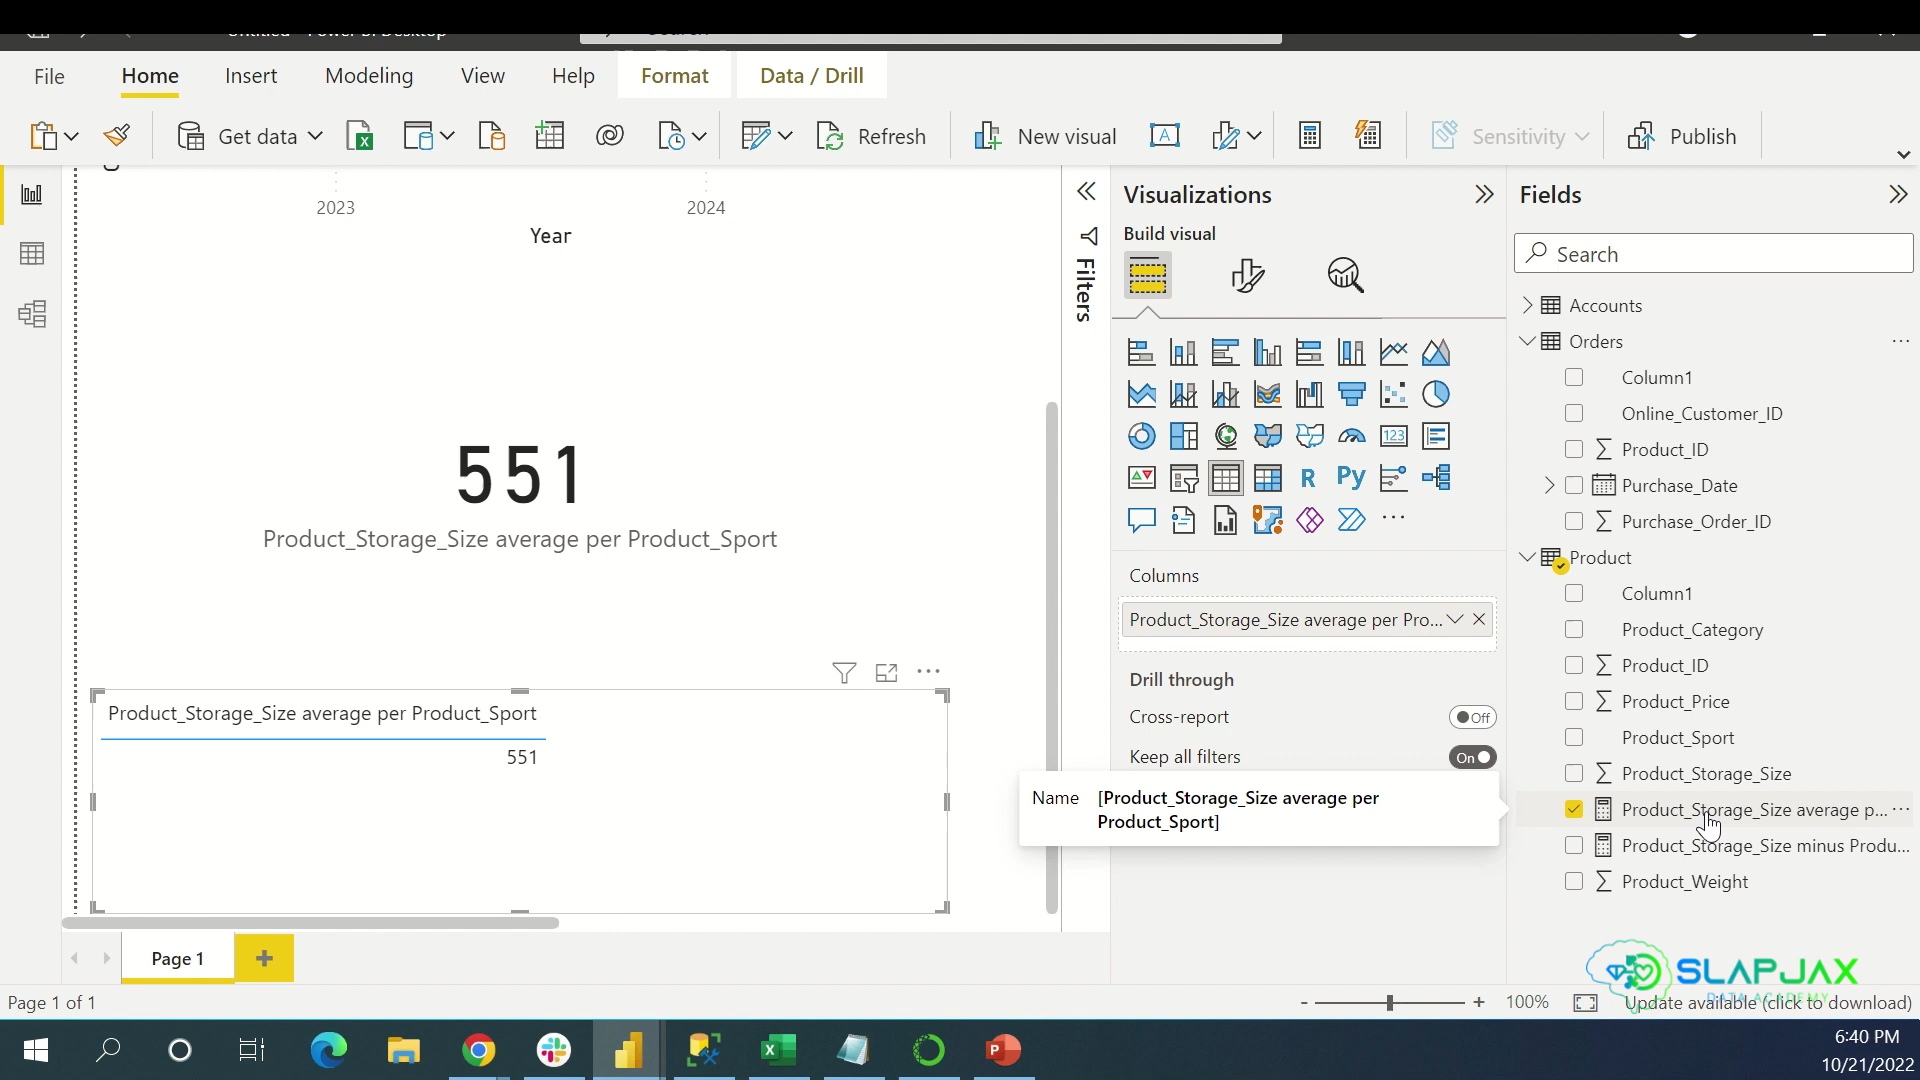 File
Home
Insert
Modeling
View
Help
Format
Data / Drill
Get data
Refresh
New visual
Sensitivity
Publish
2023
2024
Year
551
Product_Storage_Size average per Product_Sport
Product_Storage_Size average per Product_Sport
551
Filters
Visualizations
Build visual
123
R
Py
Columns
Product_Storage_Size average per Pro...
Drill through
Cross-report
Off
Keep all filters
On
Name [Product_Storage_Size average per
Product_Sport]
Fields
Search
Accounts
Orders
Column1
Online_Customer_ID
Product_ID
Purchase_Date
Purchase_Order_ID
Product
Column1
Product_Category
Product_ID
Product_Price
Product_Sport
Product_Storage_Size
Product_Storage_Size average p...
Product_Storage_Size minus Produ...
Product_Weight
SLAPJAX
DATA ACADEMY
Page 1
Page 1 of 1
100%
Update available (click to download)
6:40 PM
10/21/2022